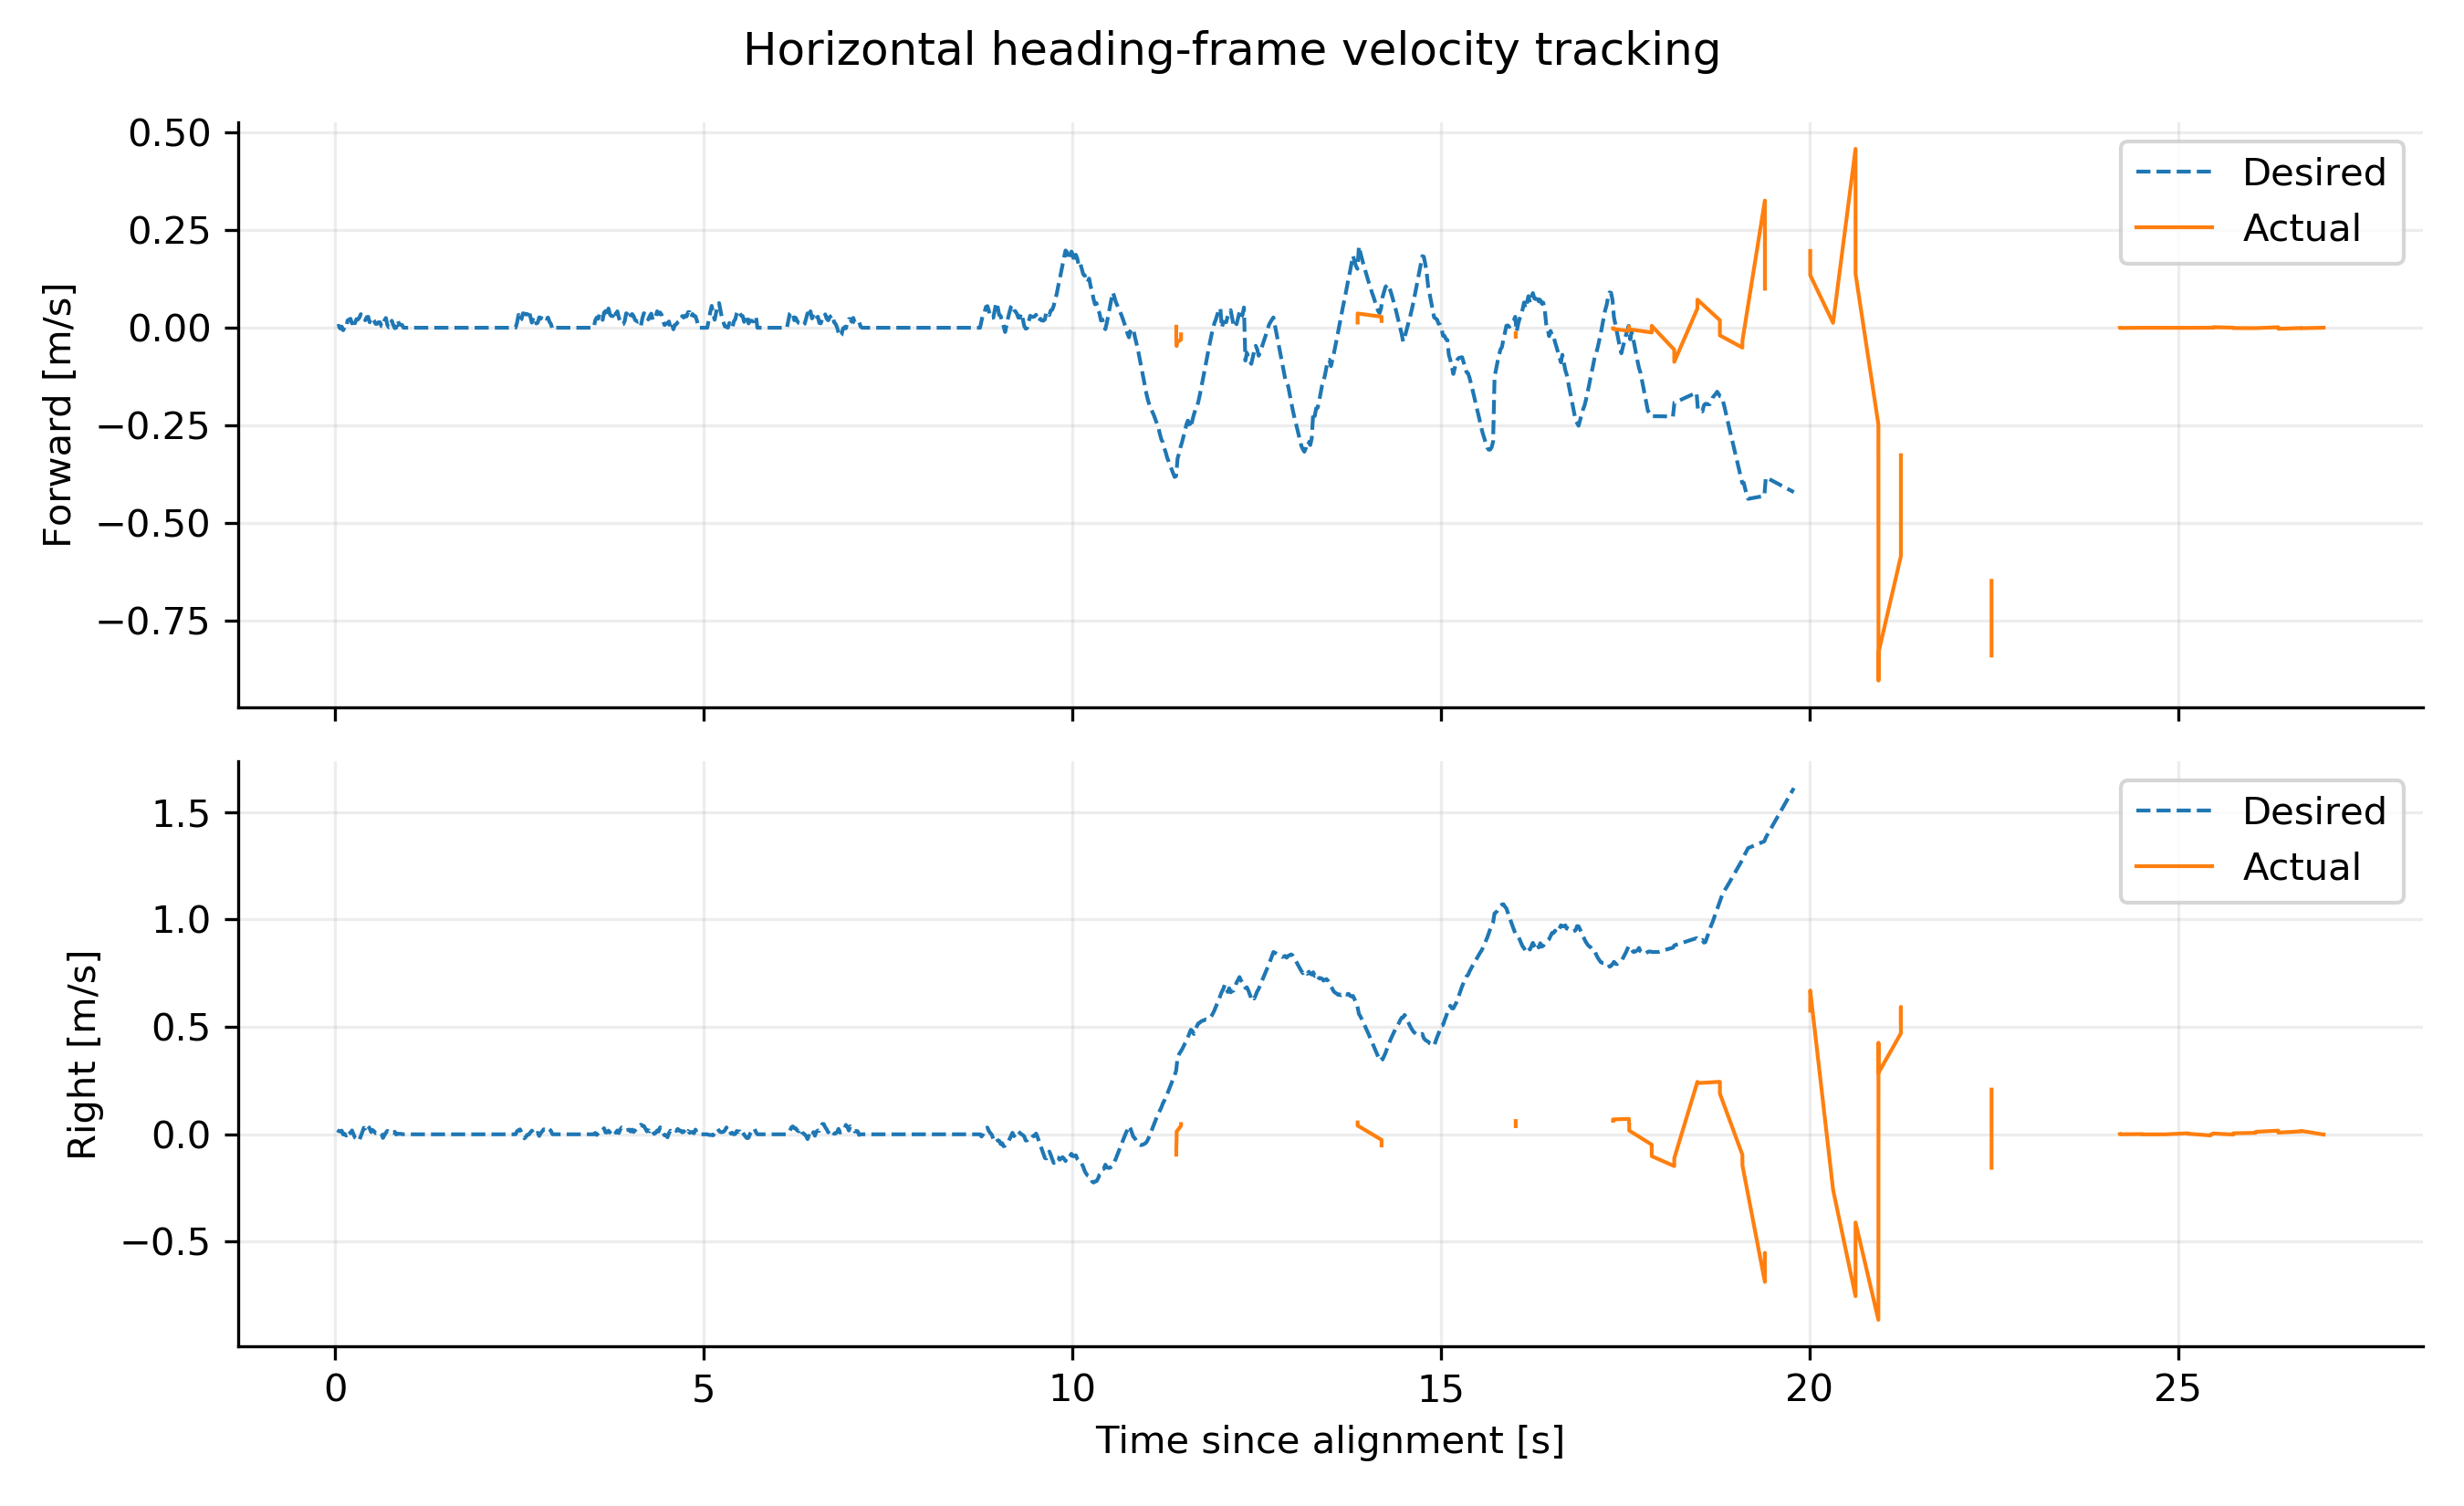 Horizontal heading-frame velocity tracking
0.50
0.25
0.00
−0.25
−0.50
−0.75
Forward [m/s]
Desired
Actual
1.5
1.0
0.5
0.0
−0.5
Right [m/s]
Desired
Actual
0 5 10 15 20 25
Time since alignment [s]